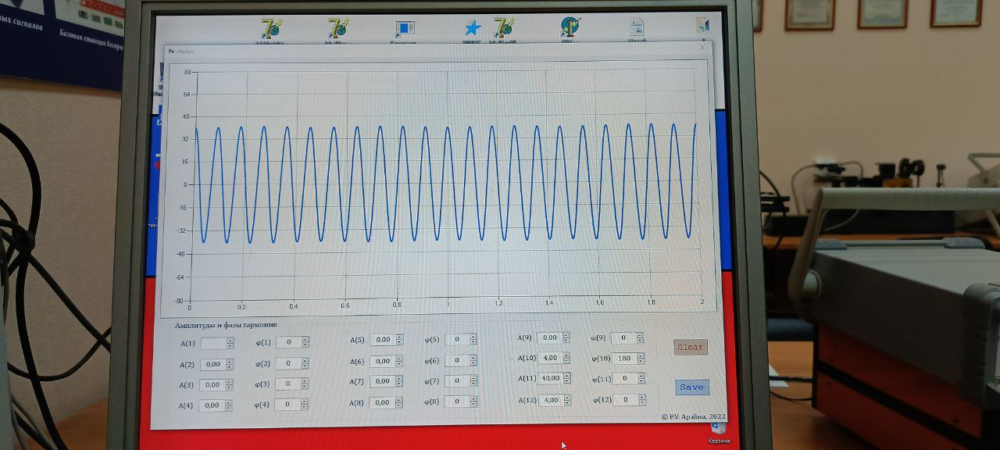 ых сигналов
Базовая станция беспро
HarSyn
80
64
48
32
16
0
-16
-32
-48
-64
-80
0 0,2 0,4 0,6 0,8 1 1,2 1,4 1,6 1,8 2
Амплитуды и фазы гармоник
A(1) φ(1) 0 A(5) 0,00 φ(5) 0 A(9) 0,00 φ(9) 0
A(2) 0,00 φ(2) 0 A(6) 0,00 φ(6) 0 A(10) 4,00 φ(10) 180
A(3) 0,00 φ(3) 0 A(7) 0,00 φ(7) 0 A(11) 40,00 φ(11) 0
A(4) 0,00 φ(4) 0 A(8) 0,00 φ(8) 0 A(12) 4,00 φ(12) 0
Clear
Save
© P.V. Apalina, 2022
Корзина